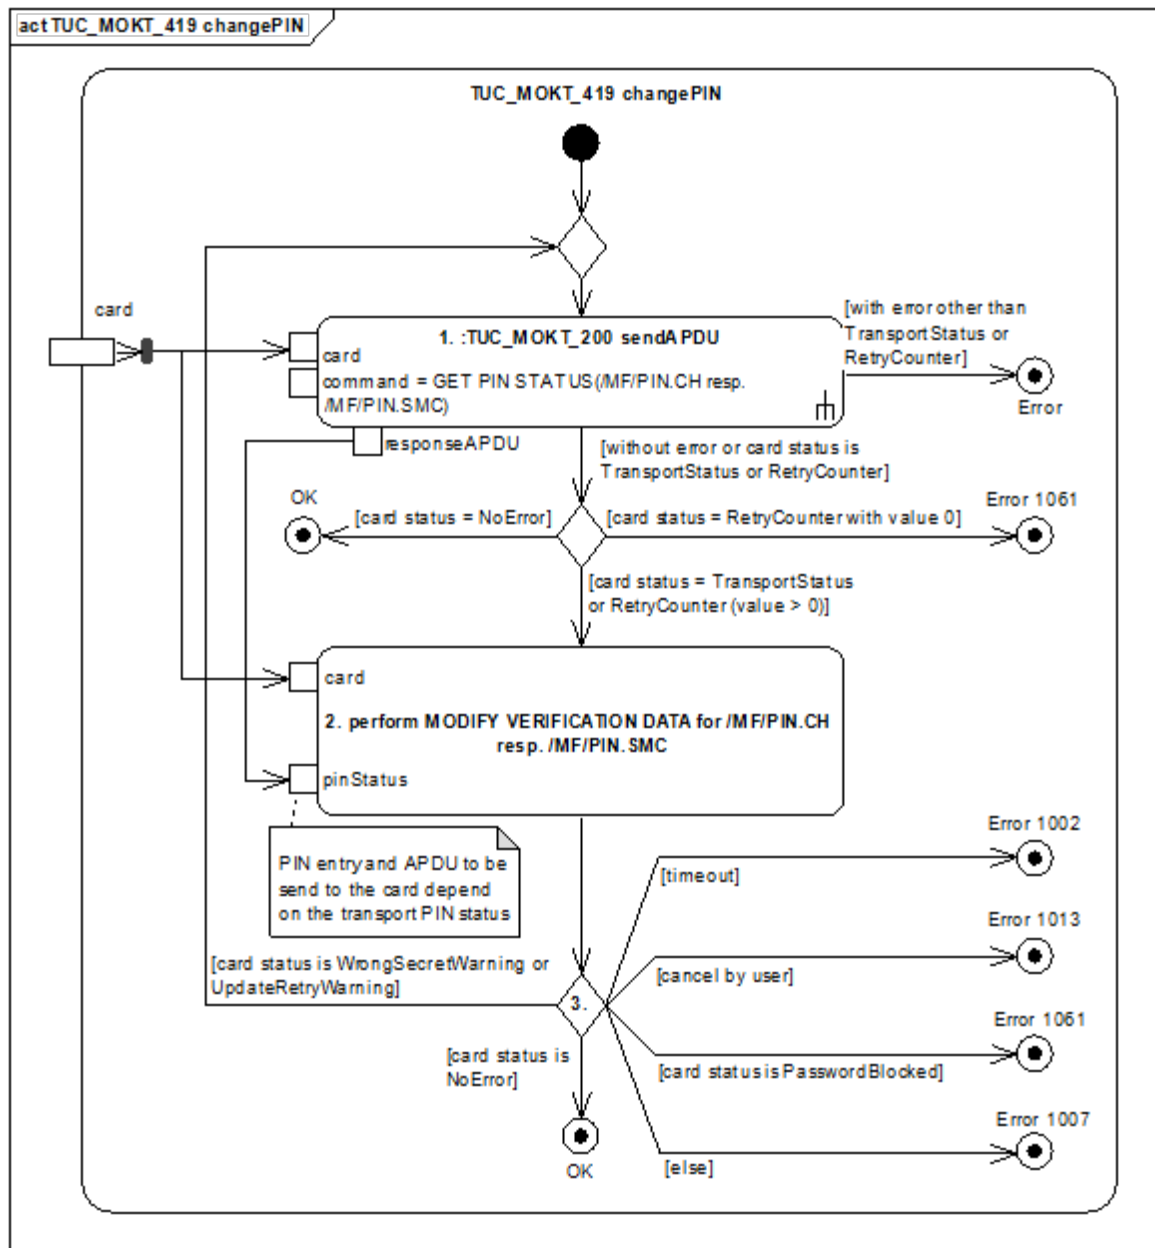 act TUC_MOKT_419 changePIN
TUC_MOKT_419 changePIN
card
1. :TUC_MOKT_200 sendAPDU
card
command = GET PIN STATUS(/MF/PIN.CH resp.
/MF/PIN.SMC)
[with error other than
TransportStatus or
RetryCounter]
Error
responseAPDU
[without error or card status is
TransportStatus or RetryCounter]
OK
[card status = NoError]
[card status = RetryCounter with value 0]
Error 1061
[card status = TransportStatus
or RetryCounter (value > 0)]
card
2. perform MODIFY VERIFICATION DATA for /MF/PIN.CH
resp. /MF/PIN.SMC
pinStatus
PIN entry and APDU to be
send to the card depend
on the transport PIN status
Error 1002
[timeout]
Error 1013
[cancel by user]
[card status is WrongSecretWarning or
UpdateRetryWarning]
3.
Error 1061
[card status is PasswordBlocked]
[card status is
NoError]
OK
Error 1007
[else]